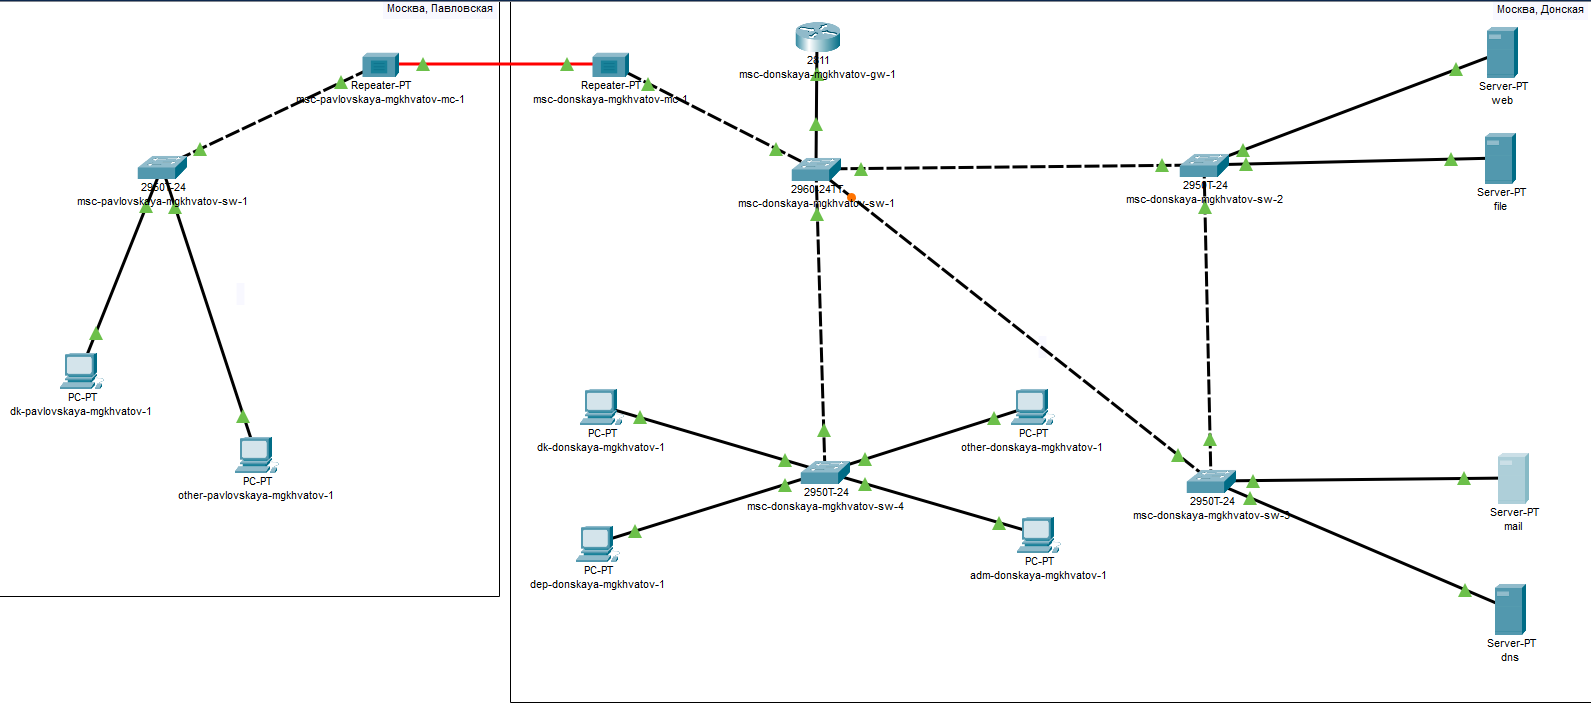 Москва, Павловская
Repeater-PT
msc-pavlovskaya-mgkhvatov-mc-1
2950T-24
msc-pavlovskaya-mgkhvatov-sw-1
PC-PT
dk-pavlovskaya-mgkhvatov-1
PC-PT
other-pavlovskaya-mgkhvatov-1
Москва, Донская
2811
msc-donskaya-mgkhvatov-gw-1
Repeater-PT
msc-donskaya-mgkhvatov-mc-1
2960-24TT
msc-donskaya-mgkhvatov-sw-1
2950T-24
msc-donskaya-mgkhvatov-sw-2
Server-PT
web
Server-PT
file
PC-PT
dk-donskaya-mgkhvatov-1
PC-PT
other-donskaya-mgkhvatov-1
2950T-24
msc-donskaya-mgkhvatov-sw-4
PC-PT
dep-donskaya-mgkhvatov-1
PC-PT
adm-donskaya-mgkhvatov-1
2950T-24
msc-donskaya-mgkhvatov-sw-3
Server-PT
mail
Server-PT
dns